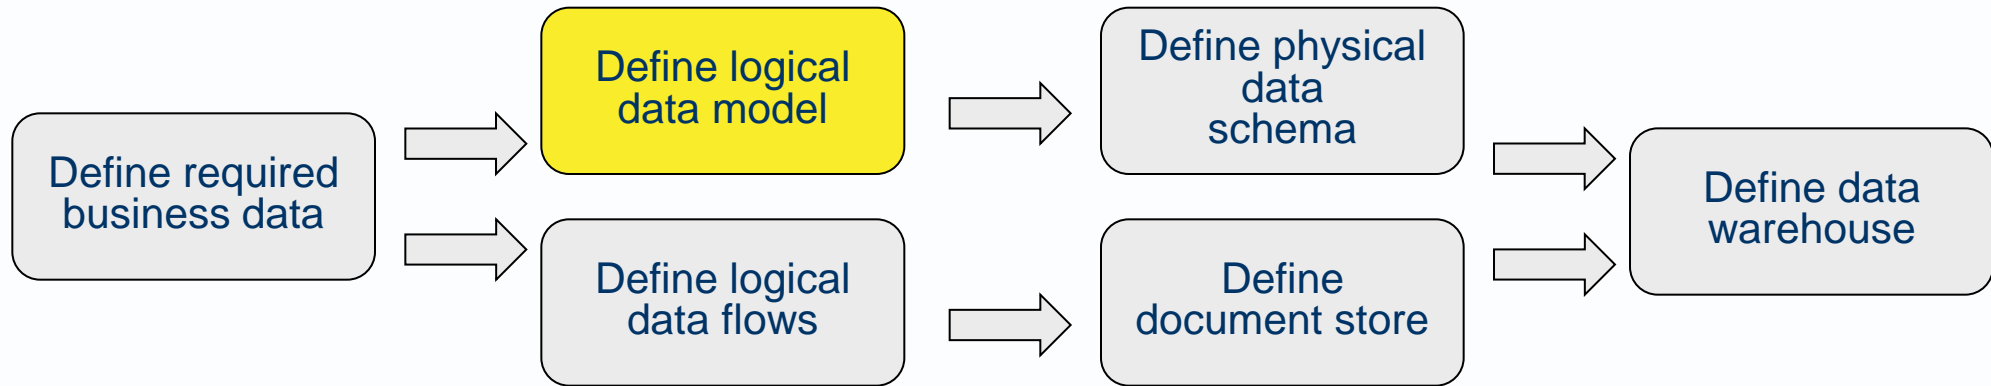 Define required
business data
Define logical
data model
Define logical
data flows
Define physical
data
schema
Define
document store
Define data
warehouse